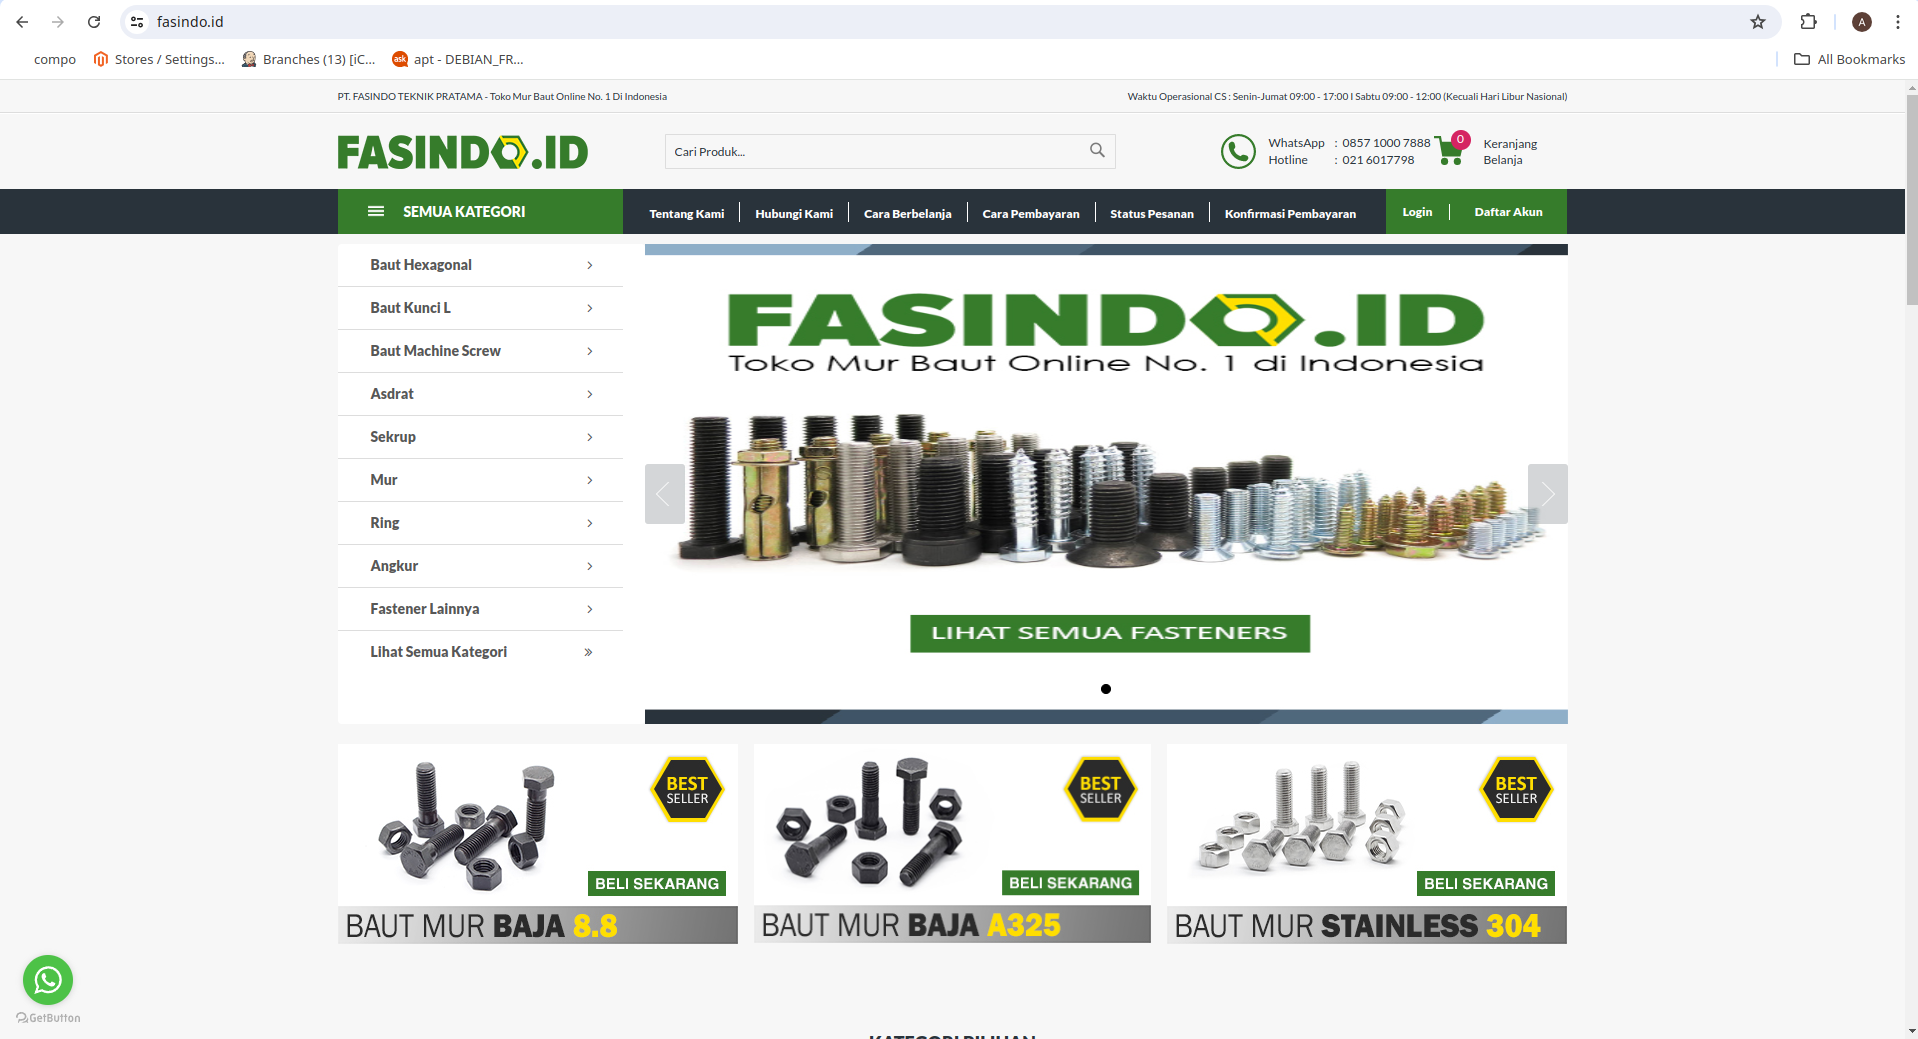 fasindo.id
A
compo
Stores / Settings...
Branches (13) [iC...
ask
apt - DEBIAN_FR...
All Bookmarks
PT. FASINDO TEKNIK PRATAMA - Toko Mur Baut Online No. 1 Di Indonesia
Waktu Operasional CS : Senin-Jumat 09:00 - 17:00 I Sabtu 09:00 - 12:00 (Kecuali Hari Libur Nasional)
FASINDO.ID
Cari Produk...
WhatsApp : 0857 1000 7888
Hotline : 021 6017798
0
Keranjang
Belanja
SEMUA KATEGORI
Tentang Kami
Hubungi Kami
Cara Berbelanja
Cara Pembayaran
Status Pesanan
Konfirmasi Pembayaran
Login
Daftar Akun
Baut Hexagonal
Baut Kunci L
Baut Machine Screw
Asdrat
Sekrup
Mur
Ring
Angkur
Fastener Lainnya
Lihat Semua Kategori
FASINDO.ID
Toko Mur Baut Online No. 1 di Indonesia
LIHAT SEMUA FASTENERS
BEST
SELLER
BELI SEKARANG
BAUT MUR BAJA 8.8
BEST
SELLER
BELI SEKARANG
BAUT MUR BAJA A325
BEST
SELLER
BELI SEKARANG
BAUT MUR STAINLESS 304
GetButton
KATEGORI PILIHAN